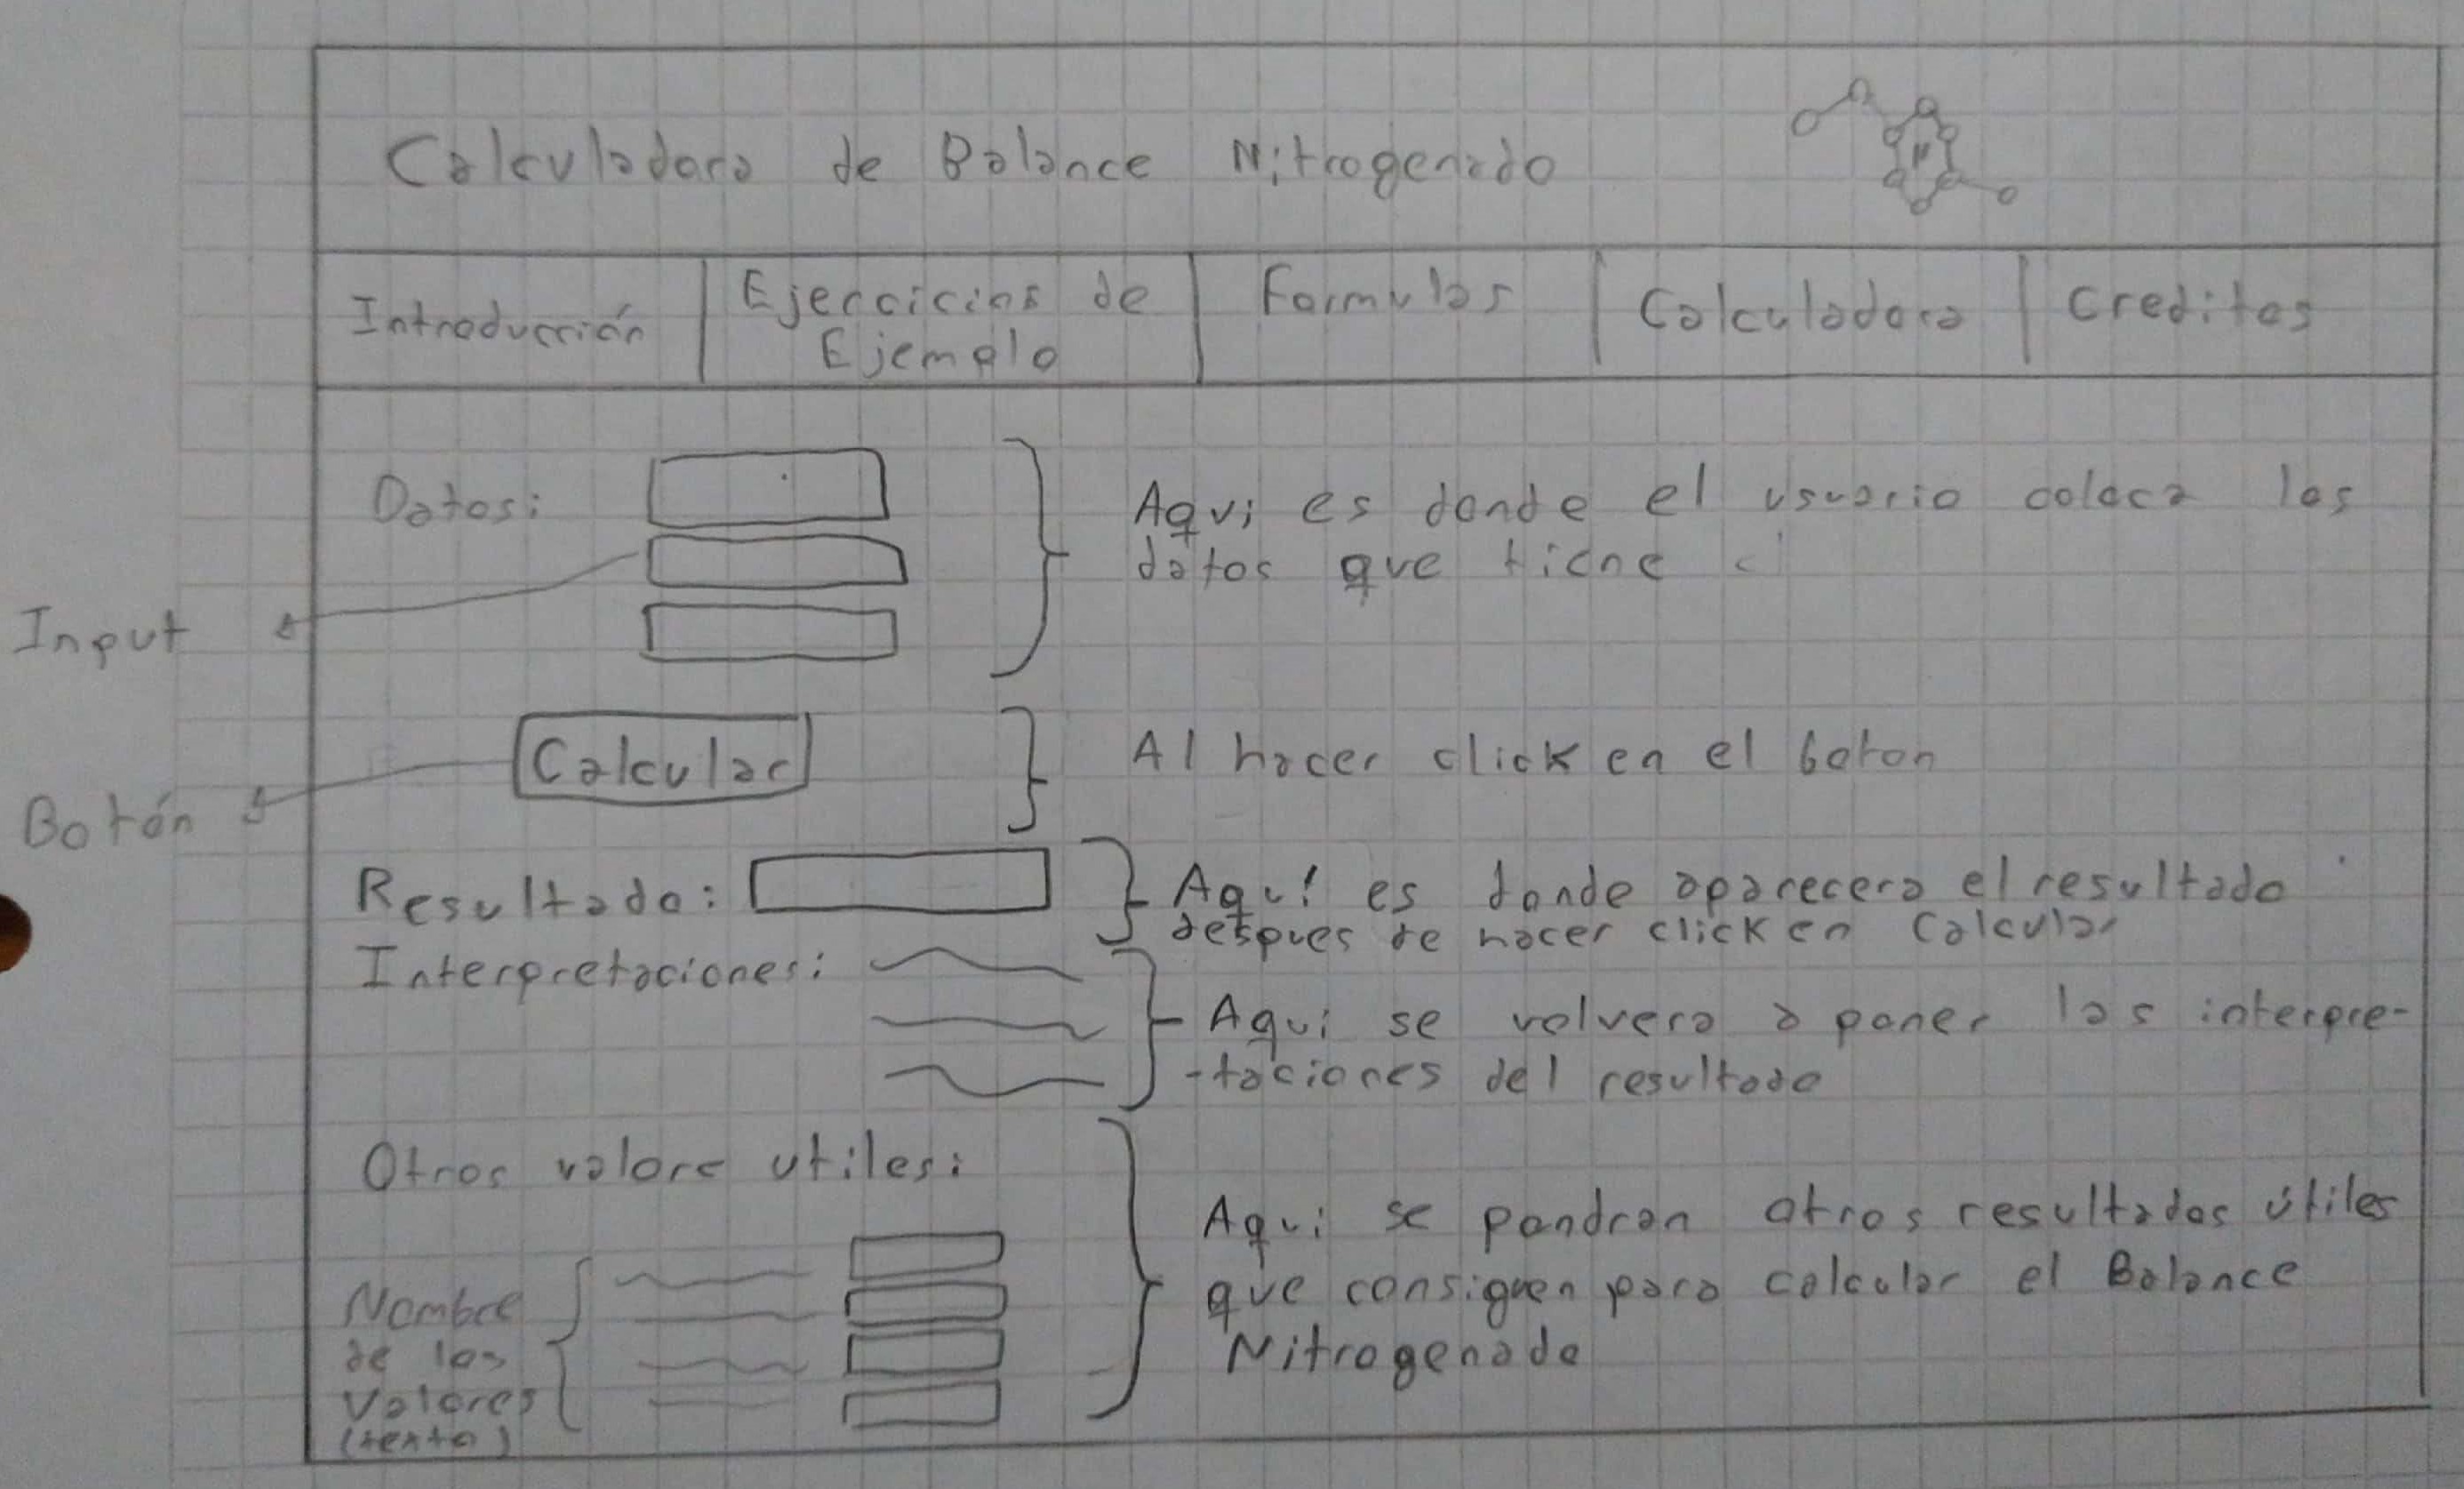 Calculadora de Balance Nitrogenado
Introducción
Ejercicios de
Ejemplo
Formulas
Calculadora
Creditos
Datos:
Aqui es donde el usuario coloca los
datos que tiene
Input
Calcular
Al hacer click en el boton
Botón
Resultado:
Aquí es donde aparecera el resultado
despues de hacer click en Calcular
Interpretaciones:
Aqui se volvera a poner las interpre-
-taciones del resultado
Otros valore utiles:
Aqui se pondran otros resultados útiles
que consiguen para calcular el Balance
Nitrogenado
Nombre
de los
Valores
(texto)